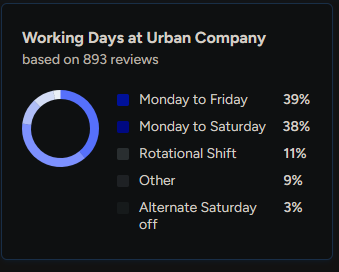 Working Days at Urban Company
based on 893 reviews
Monday to Friday 39%
Monday to Saturday 38%
Rotational Shift 11%
Other 9%
Alternate Saturday 3%
off